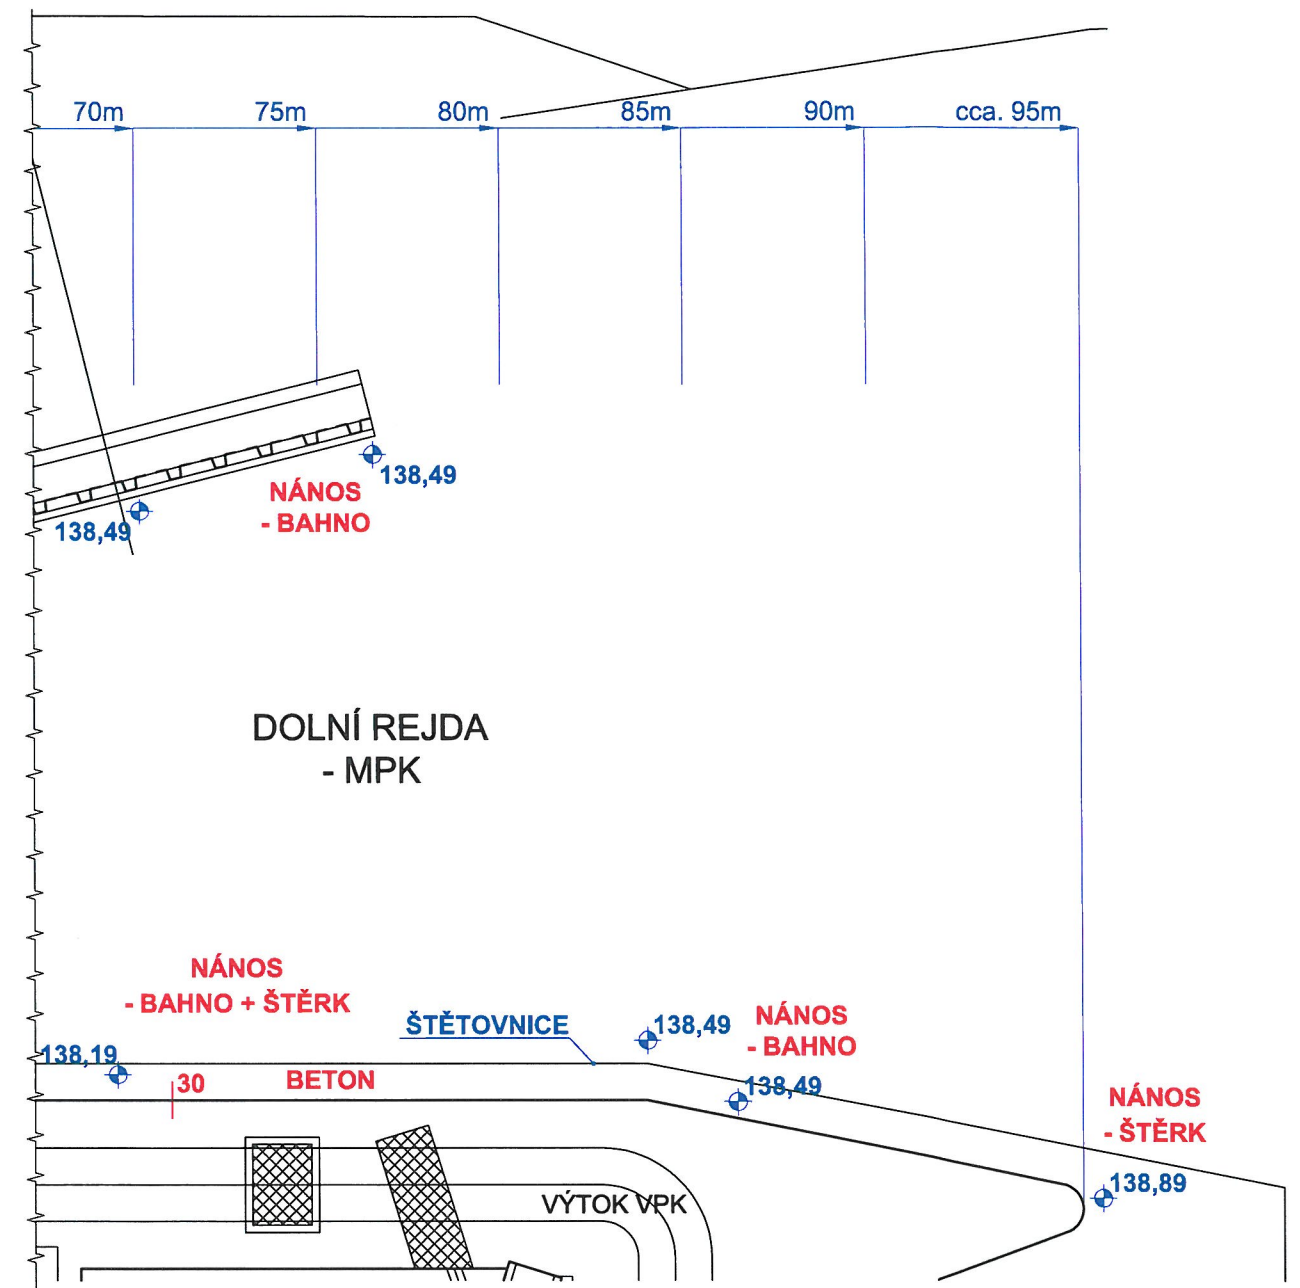 70m 75m 80m 85m 90m cca. 95m
138,49
NÁNOS
- BAHNO
138,49
DOLNÍ REJDA
- MPK
NÁNOS
- BAHNO + ŠTĚRK
ŠTĚTOVNICE
138,49
NÁNOS
- BAHNO
138,19
30
BETON
138,49
NÁNOS
- ŠTĚRK
138,89
VÝTOK VPK